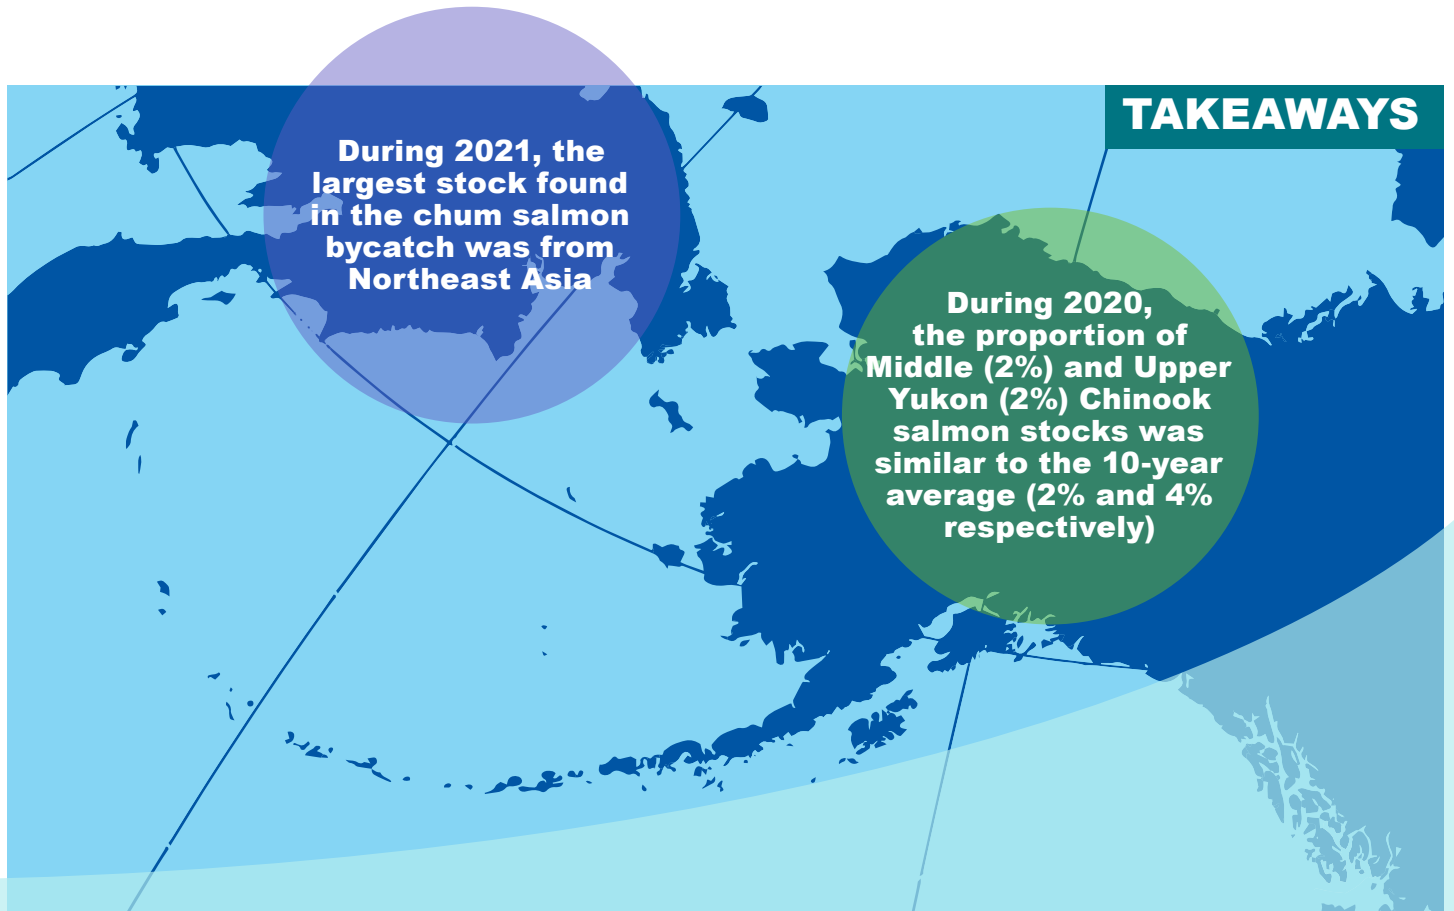 TAKEAWAYS
During 2021, the
largest stock found
in the chum salmon
bycatch was from
Northeast Asia
During 2020,
the proportion of
Middle (2%) and Upper
Yukon (2%) Chinook
salmon stocks was
similar to the 10-year
average (2% and 4%
respectively)